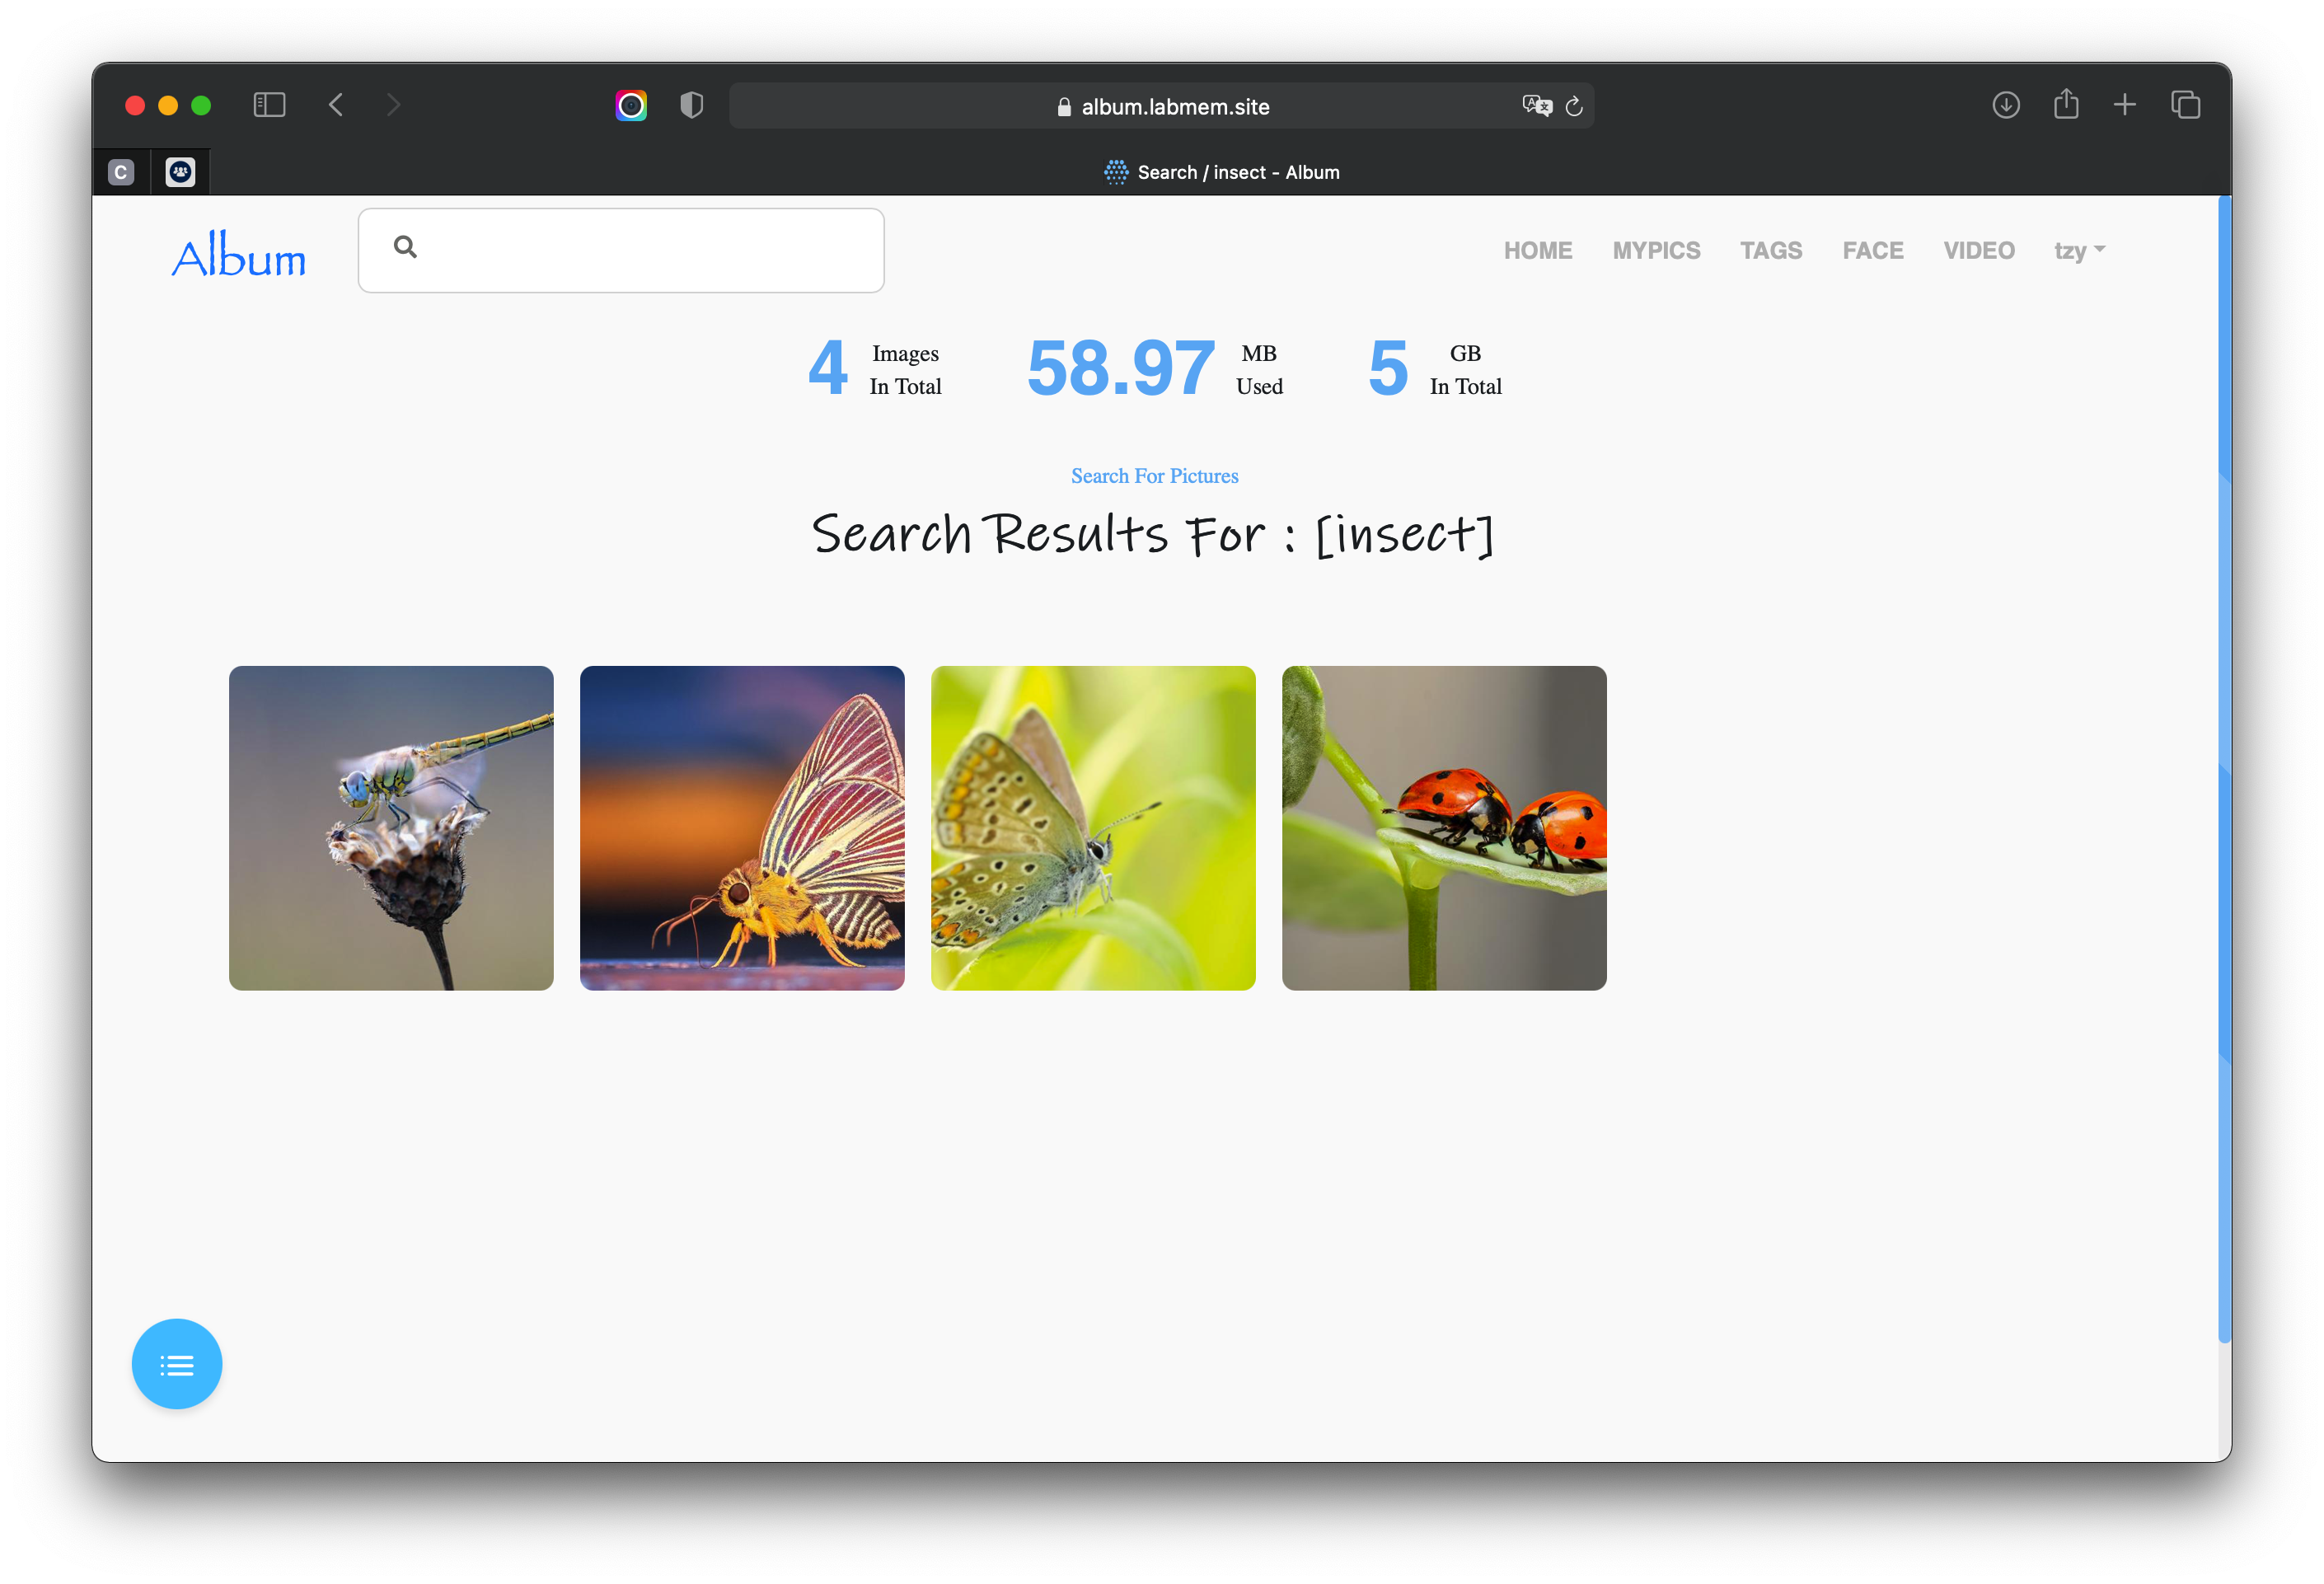 album.labmem.site
C
Search / insect - Album
Album
HOME MYPICS TAGS FACE VIDEO tzy
4 Images In Total
58.97 MB Used
5 GB In Total
Search For Pictures
Search Results For : [insect]